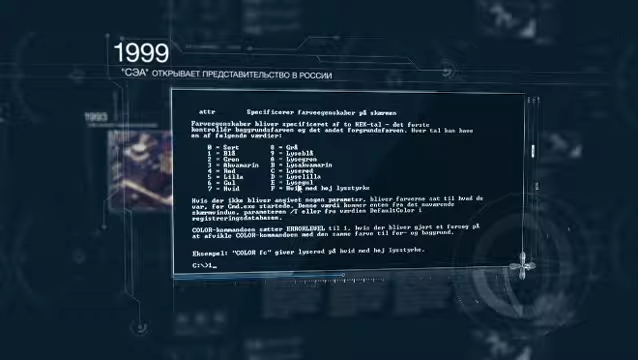 1999
"СЭА" ОТКРЫВАЕТ ПРЕДСТАВИТЕЛЬСТВО В РОССИИ
1993
attr Specificerer farveegenskaber på skærmen
Farveegenskaber bliver specificeret af to HEX-tal - det første
kontrollér baggrundsfarven og det andet forgrundsfarven. Hver tal kan have
en af følgende værdier:
0 = Sort 8 = Grå
1 = Blå 9 = Lyseblå
2 = Grøn A = Lysegrøn
3 = Akvamarin B = Lysakvamarin
4 = Rød C = Lyserød
5 = Lilla D = Lyselilla
6 = Gul E = Lysegul
7 = Hvid F = Hvid med høj lysstyrke
Hvis der ikke bliver angivet nogen parametr, bliver farverne sat til hvad de
var, før Cmd.exe startede. Denne værdi kommer enten fra det nuværende
skærmvindue, parameteren /T eller fra værdien DefaultColor i
registreringsdatabasen.
COLOR-kommandoen sætter ERRORLEVEL til 1, hvis der bliver gjort et forsøg på
at afvikle COLOR-kommandoen med den samme farve til for- og baggrund.
Eksempel: "COLOR fc" giver lyserød på hvid med høj lysstyrke.
C:\>1_